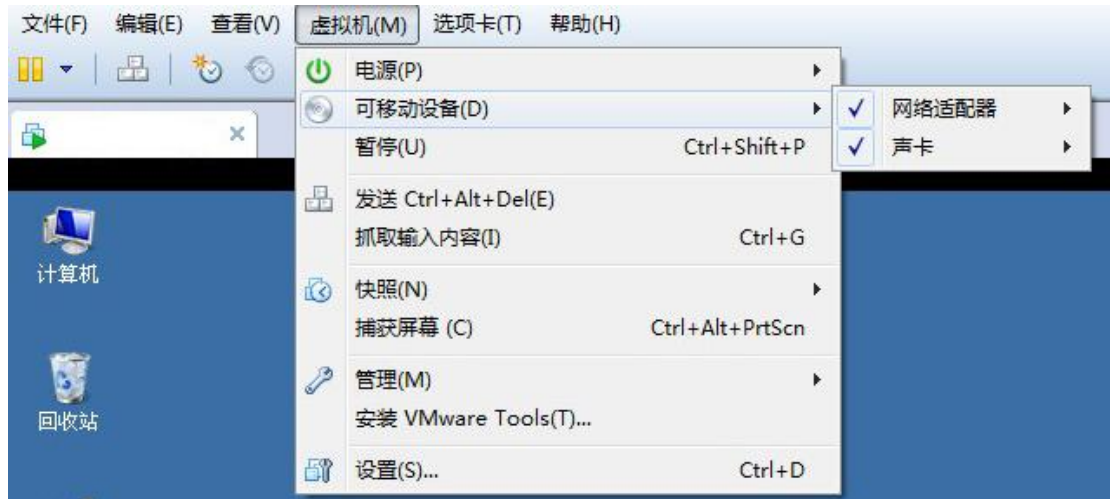 文件(F) 编辑(E) 查看(V) 虚拟机(M) 选项卡(T) 帮助(H)
电源(P)
可移动设备(D)
网络适配器
声卡
暂停(U) Ctrl+Shift+P
发送 Ctrl+Alt+Del(E)
抓取输入内容(I) Ctrl+G
快照(N)
捕获屏幕 (C) Ctrl+Alt+PrtScn
管理(M)
安装 VMware Tools(T)...
设置(S)... Ctrl+D
计算机
回收站